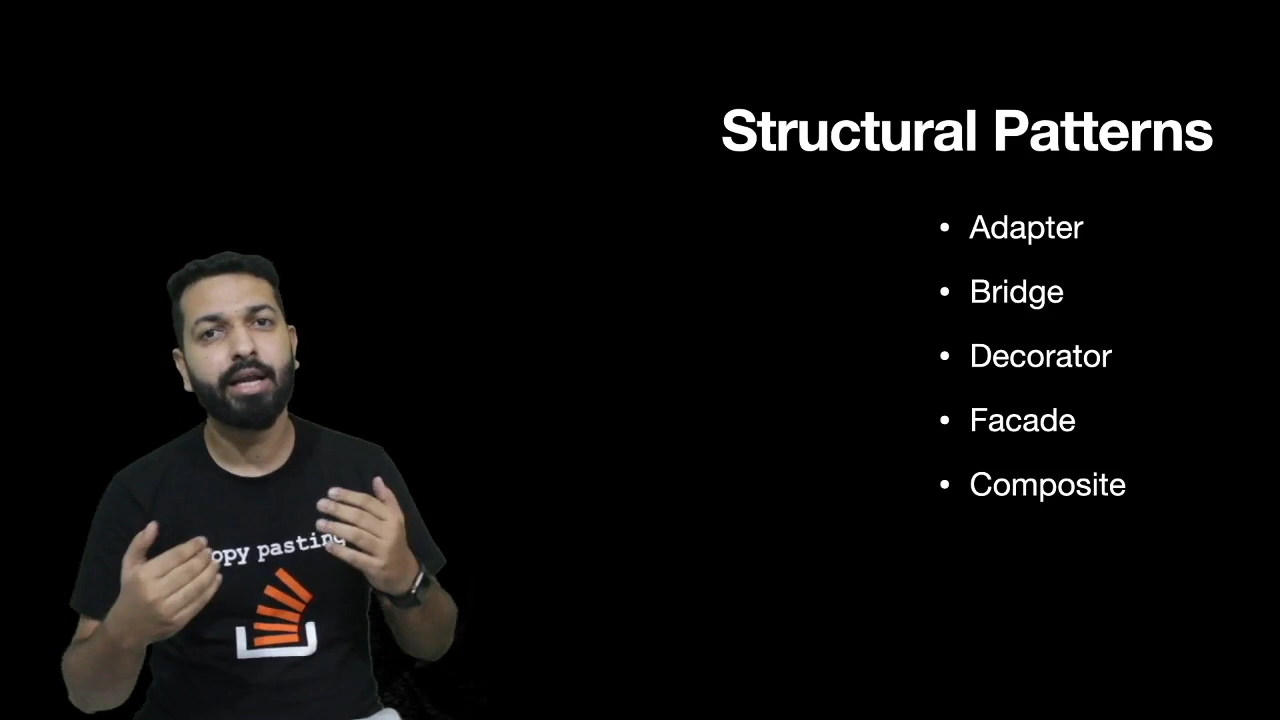 Structural Patterns
• Adapter
• Bridge
• Decorator
• Facade
• Composite